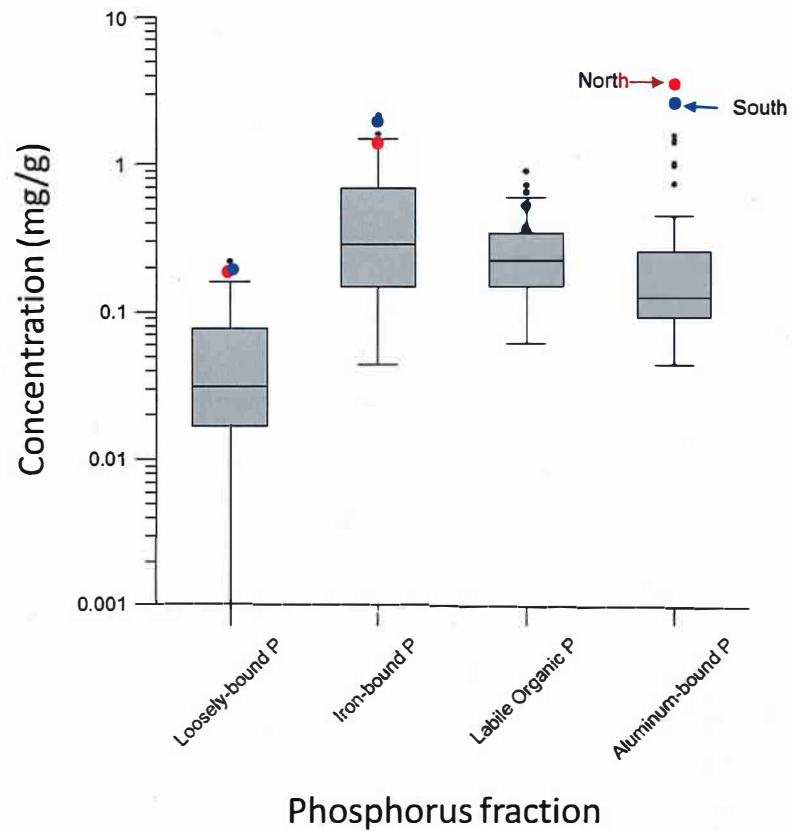 10
North
South
1
0.1
0.01
0.001
Concentration (mg/g)
Loosely-bound P
Iron-bound P
Labile Organic P
Aluminum-bound P
Phosphorus fraction